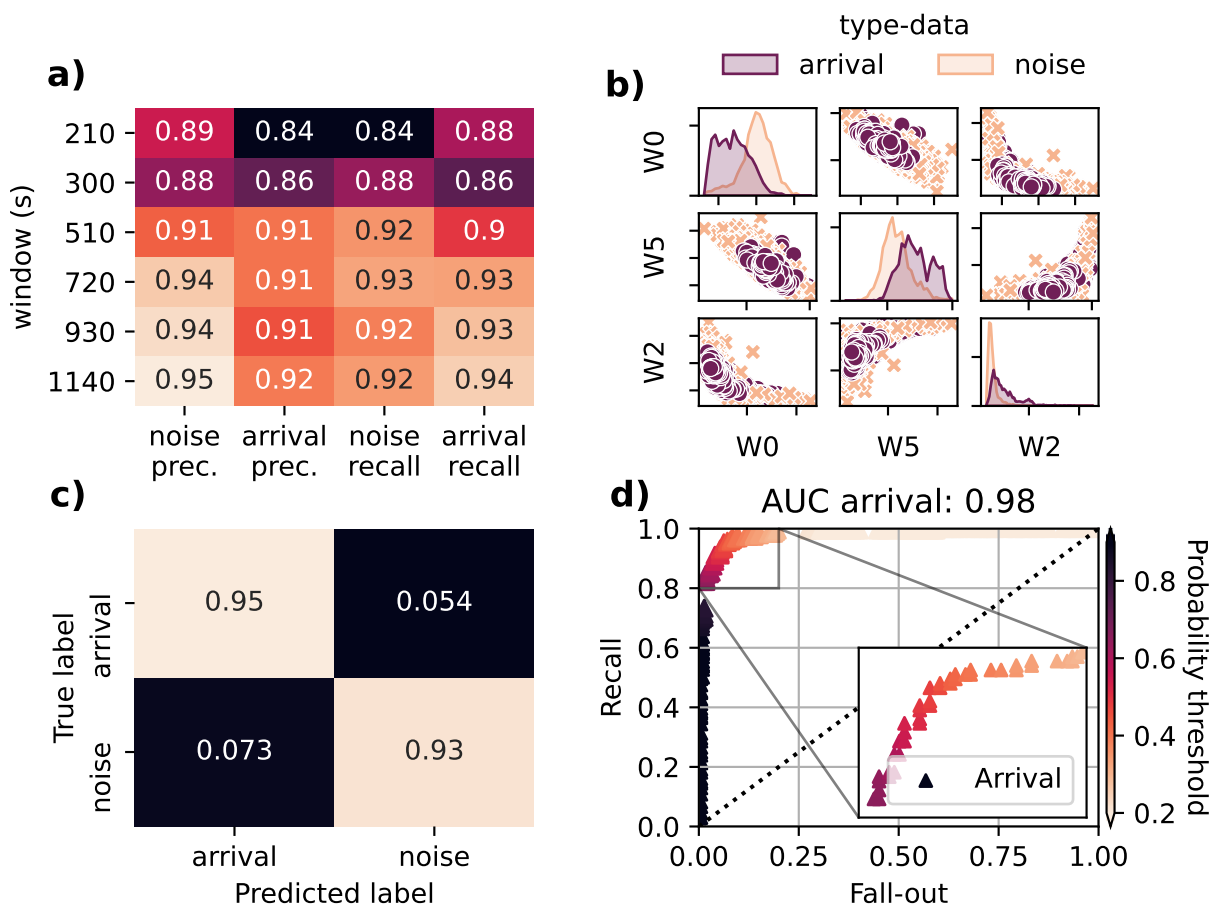 a)
210 0.89 0.84 0.84 0.88
300 0.88 0.86 0.88 0.86
510 0.91 0.91 0.92 0.9
720 0.94 0.91 0.93 0.93
930 0.94 0.91 0.92 0.93
1140 0.95 0.92 0.92 0.94
window (s)
noise arrival noise arrival
prec. prec. recall recall
type-data
arrival noise
b)
W0
W5
W2
W0 W5 W2
c)
0.95 0.054
0.073 0.93
True label
arrival
noise
arrival noise
Predicted label
d)
AUC arrival: 0.98
1.0
0.8
0.6
0.4
0.2
0.0
Recall
0.00 0.25 0.50 0.75 1.00
Fall-out
Arrival
0.8
0.6
0.4
0.2
Probability threshold